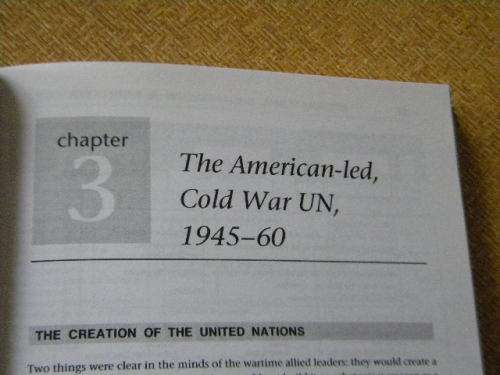 chapter
3
The American-led,
Cold War UN,
1945–60
THE CREATION OF THE UNITED NATIONS
Two things were clear in the minds of the wartime allied leaders: they would create a